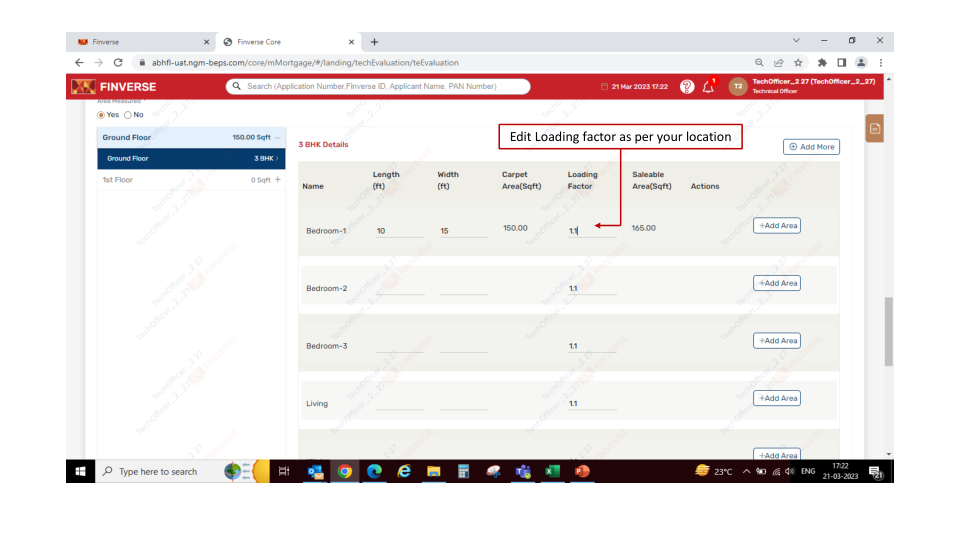 Finverse
Finverse Core
abhfl-uat.ngm-beps.com/core/mMortgage/#/landing/techEvaluation/teEvaluation
FINVERSE
Search (Application Number,Finverse ID, Applicant Name, PAN Number)
21 Mar 2023 17:22
1
T2
TechOfficer_2 27 (TechOfficer_2_27)
Technical Officer
Area Measured *
Yes
No
Edit Loading factor as per your location
Ground Floor
150.00 Sqft
Ground Floor
3 BHK
1st Floor
0 Sqft
3 BHK Details
Add More
Name
Length (ft)
Width (ft)
Carpet Area(Sqft)
Loading Factor
Saleable Area(Sqft)
Actions
Bedroom-1
10
15
150.00
1.1
165.00
+Add Area
Bedroom-2
1.1
+Add Area
Bedroom-3
1.1
+Add Area
Living
1.1
+Add Area
+Add Area
Type here to search
23°C
ENG
17:22
21-03-2023
21